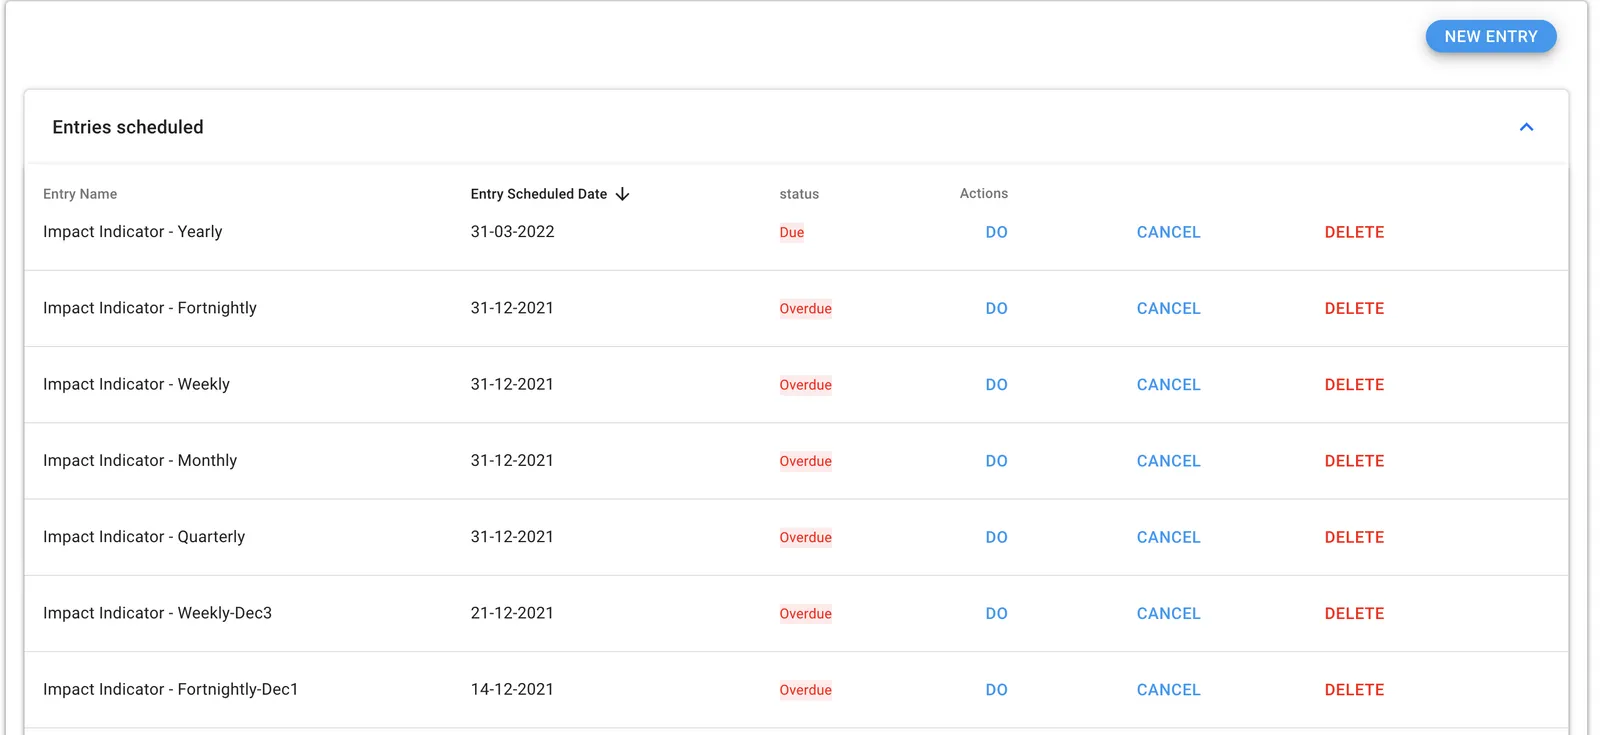 NEW ENTRY
Entries scheduled
Entry Name Entry Scheduled Date status Actions
Impact Indicator - Yearly 31-03-2022 Due DO CANCEL DELETE
Impact Indicator - Fortnightly 31-12-2021 Overdue DO CANCEL DELETE
Impact Indicator - Weekly 31-12-2021 Overdue DO CANCEL DELETE
Impact Indicator - Monthly 31-12-2021 Overdue DO CANCEL DELETE
Impact Indicator - Quarterly 31-12-2021 Overdue DO CANCEL DELETE
Impact Indicator - Weekly-Dec3 21-12-2021 Overdue DO CANCEL DELETE
Impact Indicator - Fortnightly-Dec1 14-12-2021 Overdue DO CANCEL DELETE